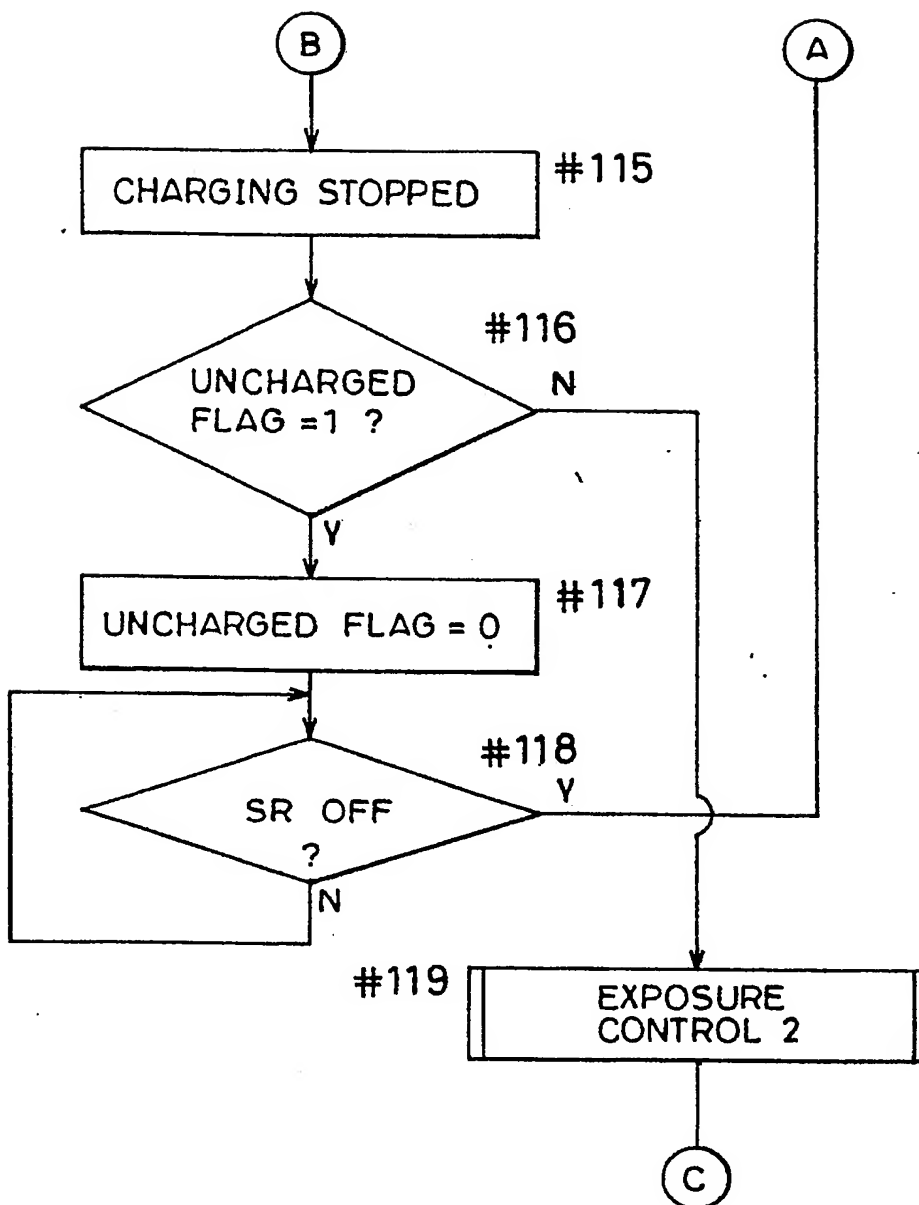 B
A
CHARGING STOPPED
#115
#116
UNCHARGED
FLAG =1 ?
N
Y
UNCHARGED FLAG = 0
#117
#118
SR OFF
?
Y
N
#119
EXPOSURE
CONTROL 2
C